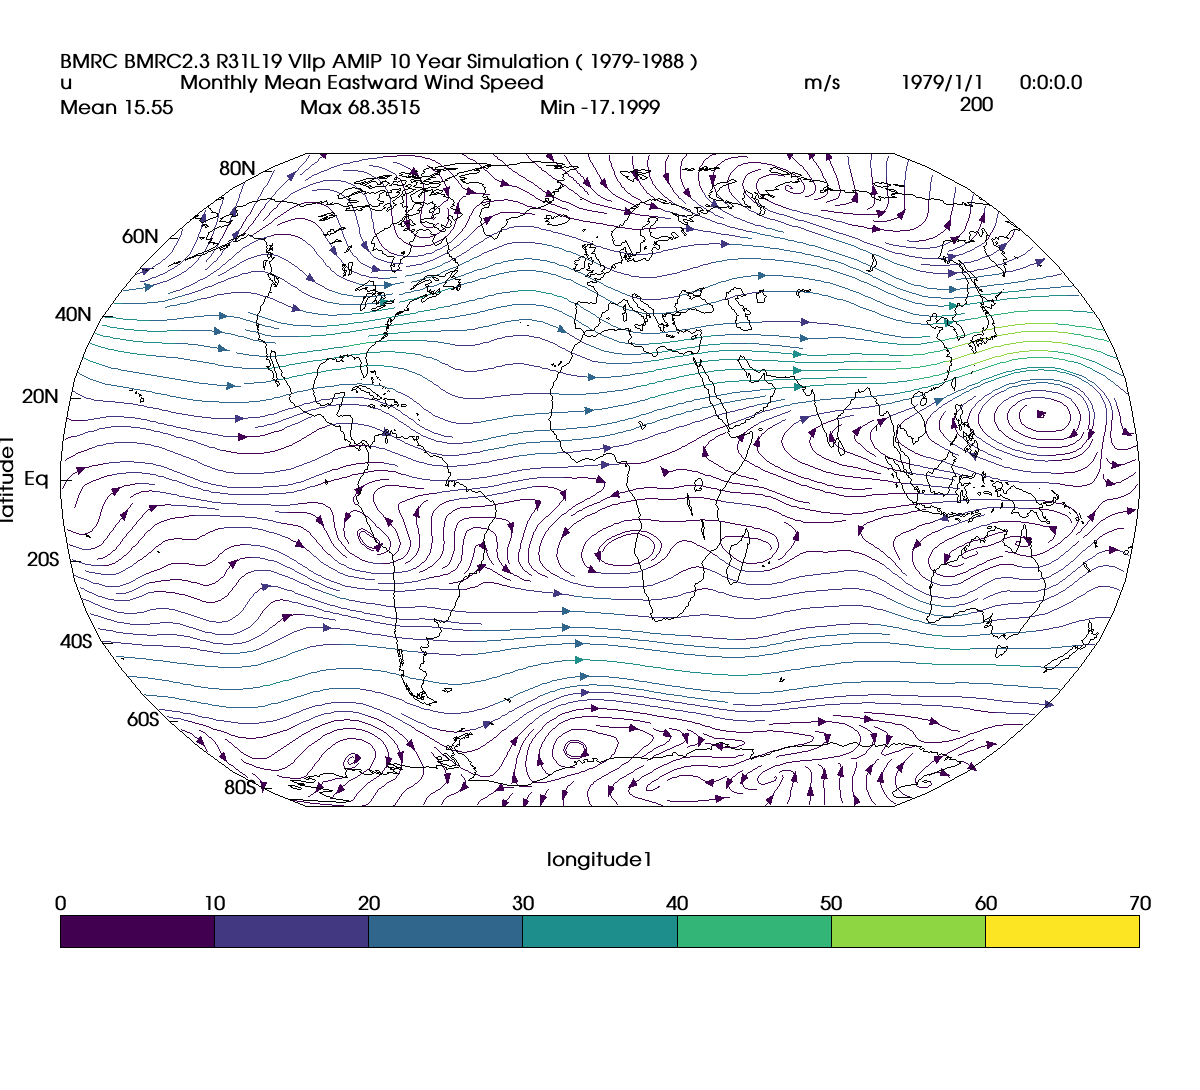 BMRC BMRC2.3 R31L19 VIIp AMIP 10 Year Simulation ( 1979-1988 )
u Monthly Mean Eastward Wind Speed m/s 1979/1/1 0:0:0.0
Mean 15.55 Max 68.3515 Min -17.1999 200
80N
60N
40N
20N
Eq
20S
40S
60S
80S
latitude1
longitude1
0 10 20 30 40 50 60 70